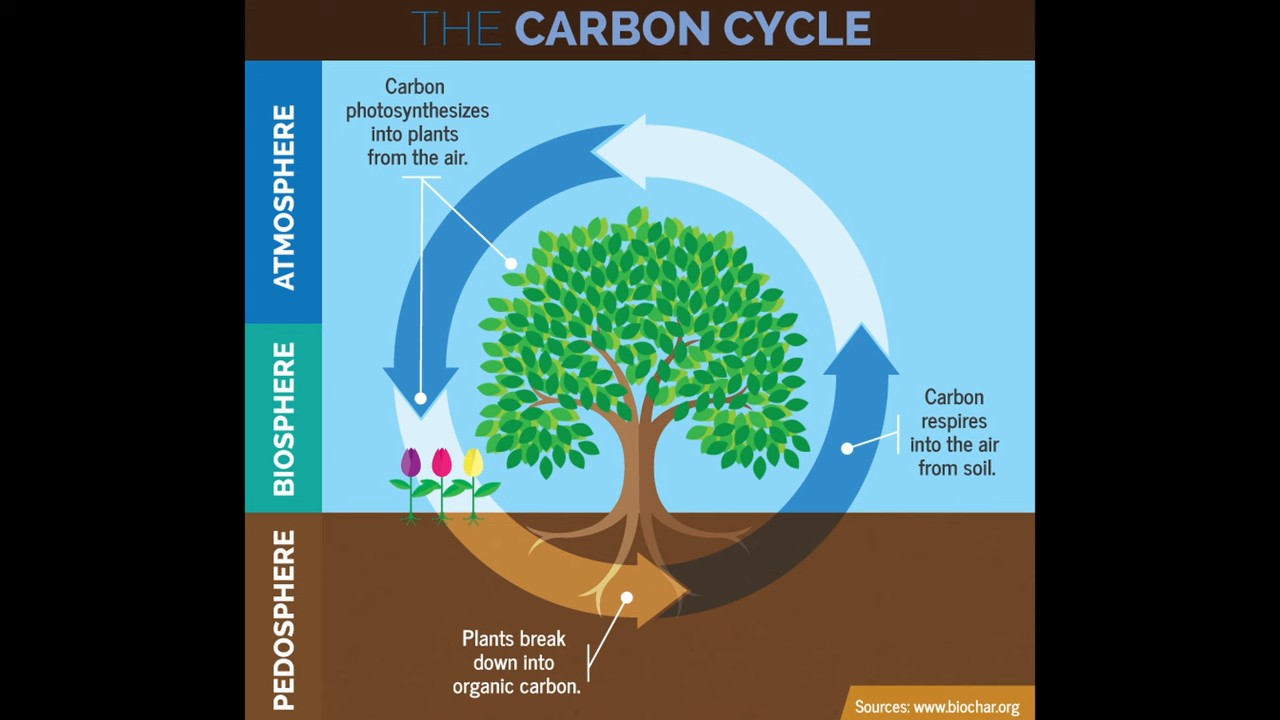 THE CARBON CYCLE
ATMOSPHERE
BIOSPHERE
PEDOSPHERE
Carbon
photosynthesizes
into plants
from the air.
Carbon
respires
into the air
from soil.
Plants break
down into
organic carbon.
Sources: www.biochar.org